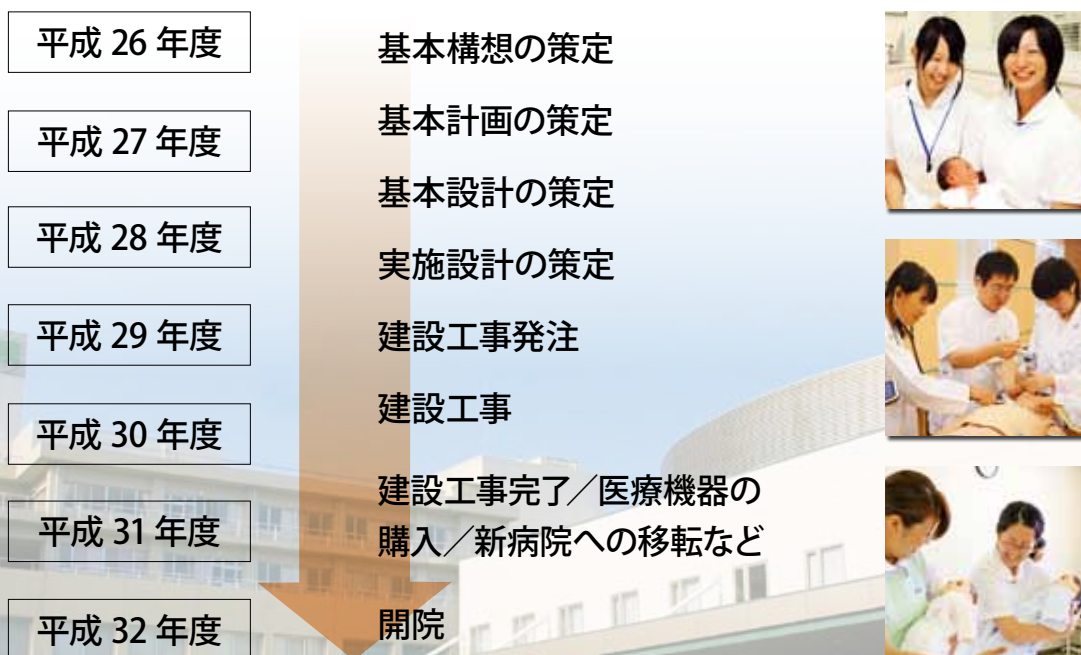 平成 26 年度
基本構想の策定
基本計画の策定
平成 27 年度
基本設計の策定
平成 28 年度
実施設計の策定
平成 29 年度
建設工事発注
建設工事
平成 30 年度
建設工事完了／医療機器の
平成 31 年度
購入／新病院への移転など
平成 32 年度
開院